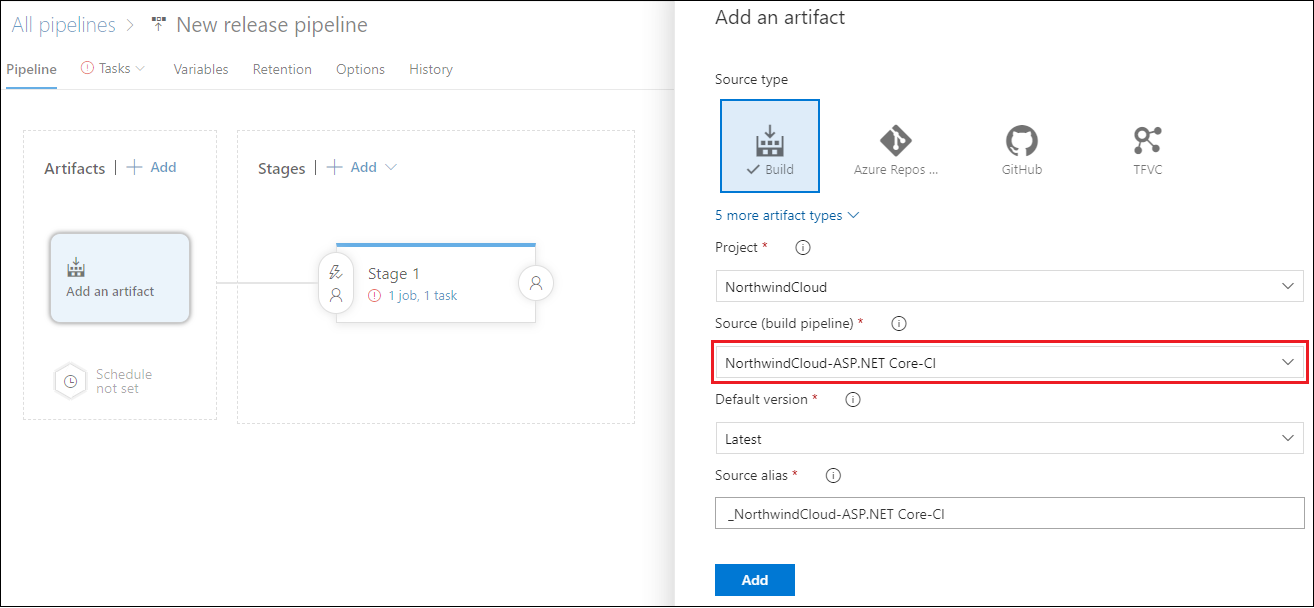 All pipelines > New release pipeline
Pipeline Tasks Variables Retention Options History
Artifacts | + Add
Stages | + Add
Add an artifact
Stage 1
1 job, 1 task
Schedule
not set
Add an artifact
Source type
Build
Azure Repos ...
GitHub
TFVC
5 more artifact types
Project *
NorthwindCloud
Source (build pipeline) *
NorthwindCloud-ASP.NET Core-CI
Default version *
Latest
Source alias *
_NorthwindCloud-ASP.NET Core-CI
Add